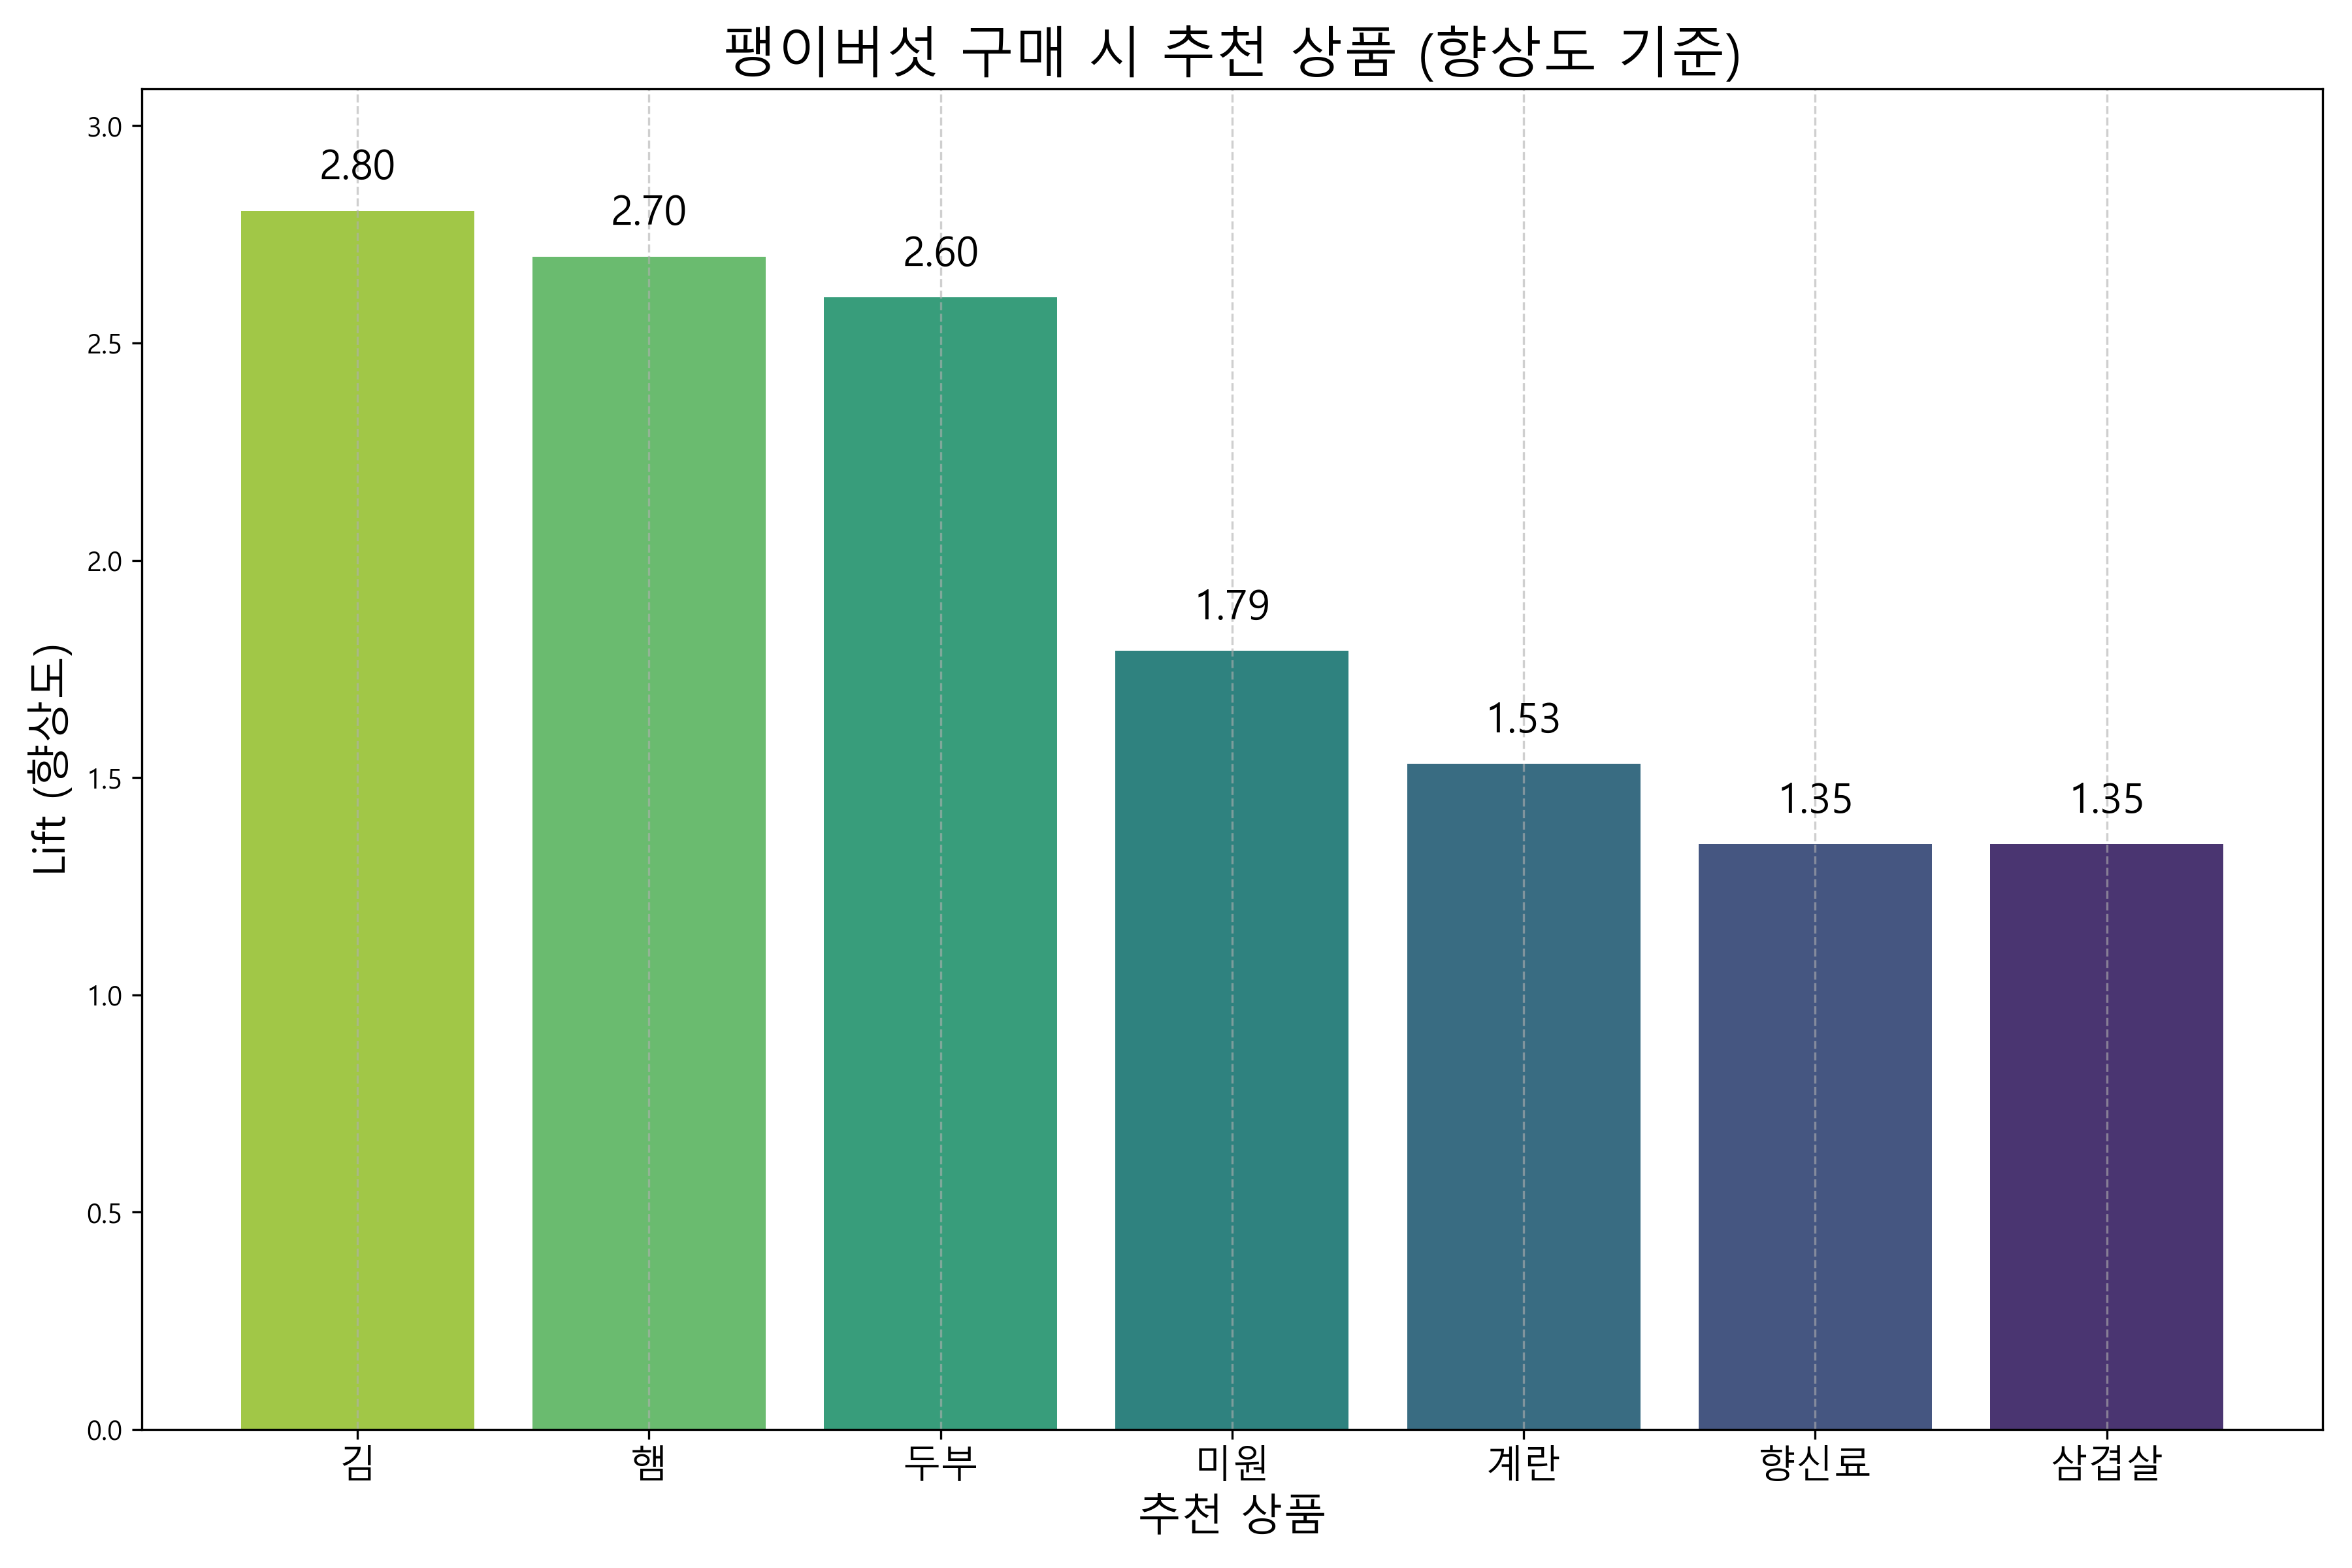 팽이버섯 구매 시 추천 상품 (향상도 기준)
Lift (향상도)
3.0
2.5
2.0
1.5
1.0
0.5
0.0
2.80
2.70
2.60
1.79
1.53
1.35
1.35
김
햄
두부
미원
계란
향신료
삼겹살
추천 상품